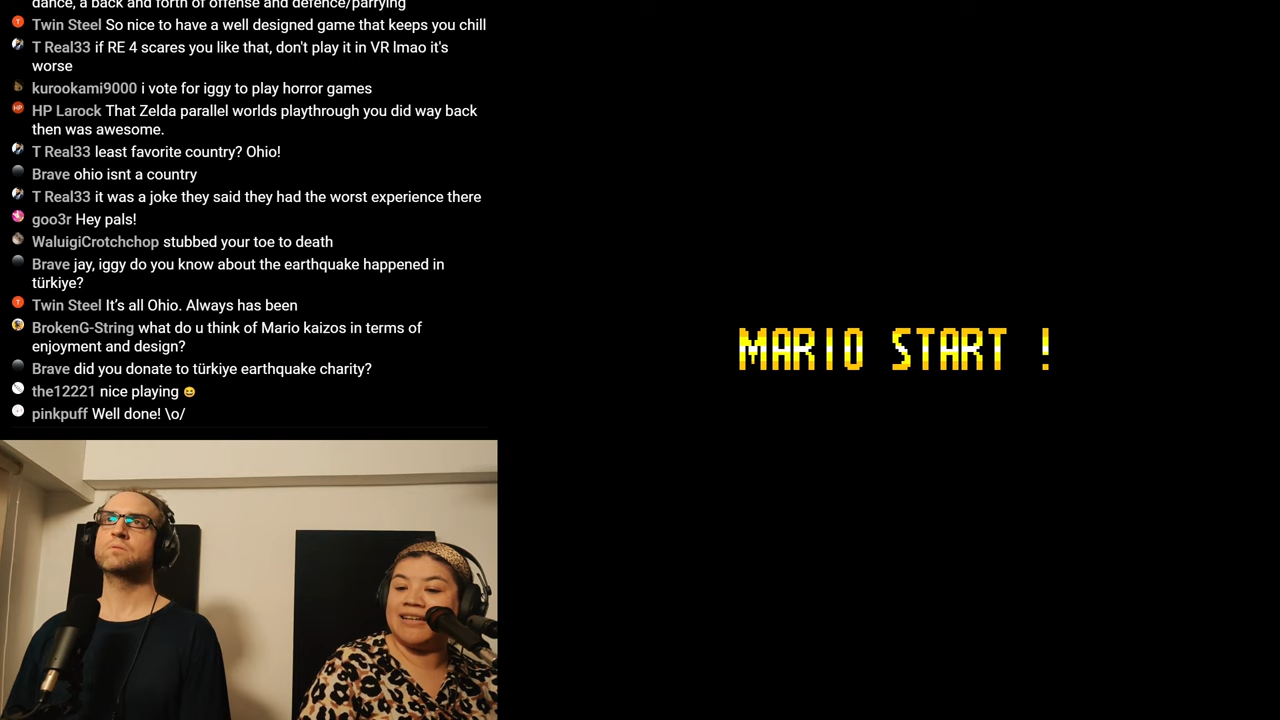 dance, a back and forth of offense and defence/parrying
Twin Steel So nice to have a well designed game that keeps you chill
T Real33 if RE 4 scares you like that, don't play it in VR lmao it's
worse
kurookami9000 i vote for iggy to play horror games
HP Larock That Zelda parallel worlds playthrough you did way back
then was awesome.
T Real33 least favorite country? Ohio!
Brave ohio isnt a country
T Real33 it was a joke they said they had the worst experience there
goo3r Hey pals!
WaluigiCrotchchop stubbed your toe to death
Brave jay, iggy do you know about the earthquake happened in
türkiye?
Twin Steel It’s all Ohio. Always has been
BrokenG-String what do u think of Mario kaizos in terms of
enjoyment and design?
Brave did you donate to türkiye earthquake charity?
the12221 nice playing 😆
pinkpuff Well done! \o/
MARIO START !